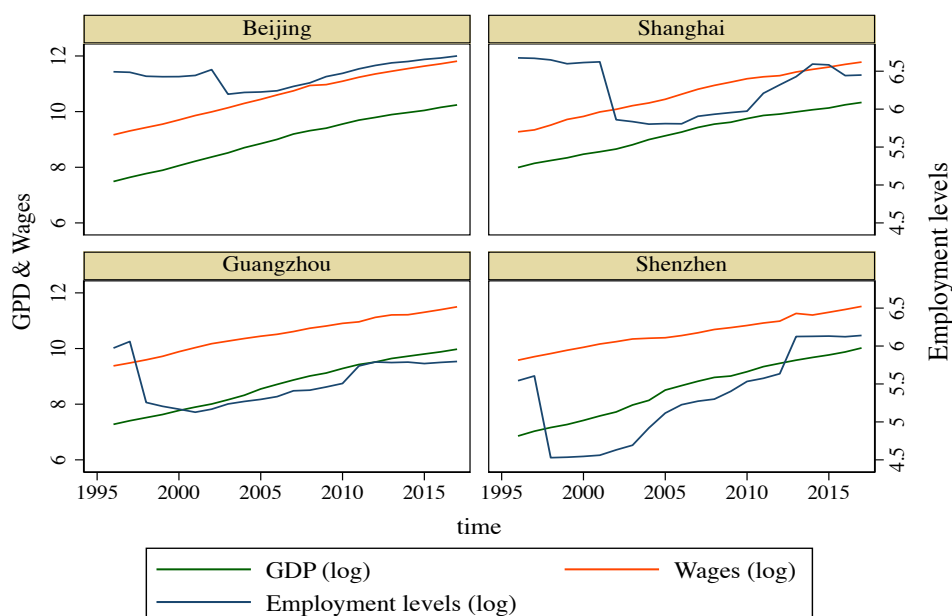 Beijing
Shanghai
12
10
8
6
6.5
6
5.5
5
4.5
GPD & Wages
Employment levels
Guangzhou
Shenzhen
12
10
8
6
6.5
6
5.5
5
4.5
1995 2000 2005 2010 2015
1995 2000 2005 2010 2015
time
GDP (log)
Wages (log)
Employment levels (log)